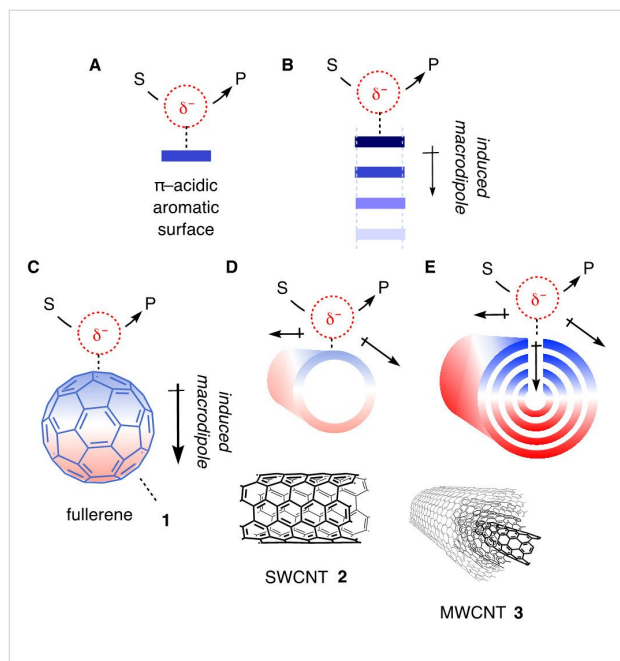 A
S
P
δ⁻
π–acidic
aromatic
surface
B
S
P
δ⁻
induced
macrodipole
C
S
P
δ⁻
induced
macrodipole
fullerene 1
D
S
P
δ⁻
SWCNT 2
E
S
P
δ⁻
MWCNT 3